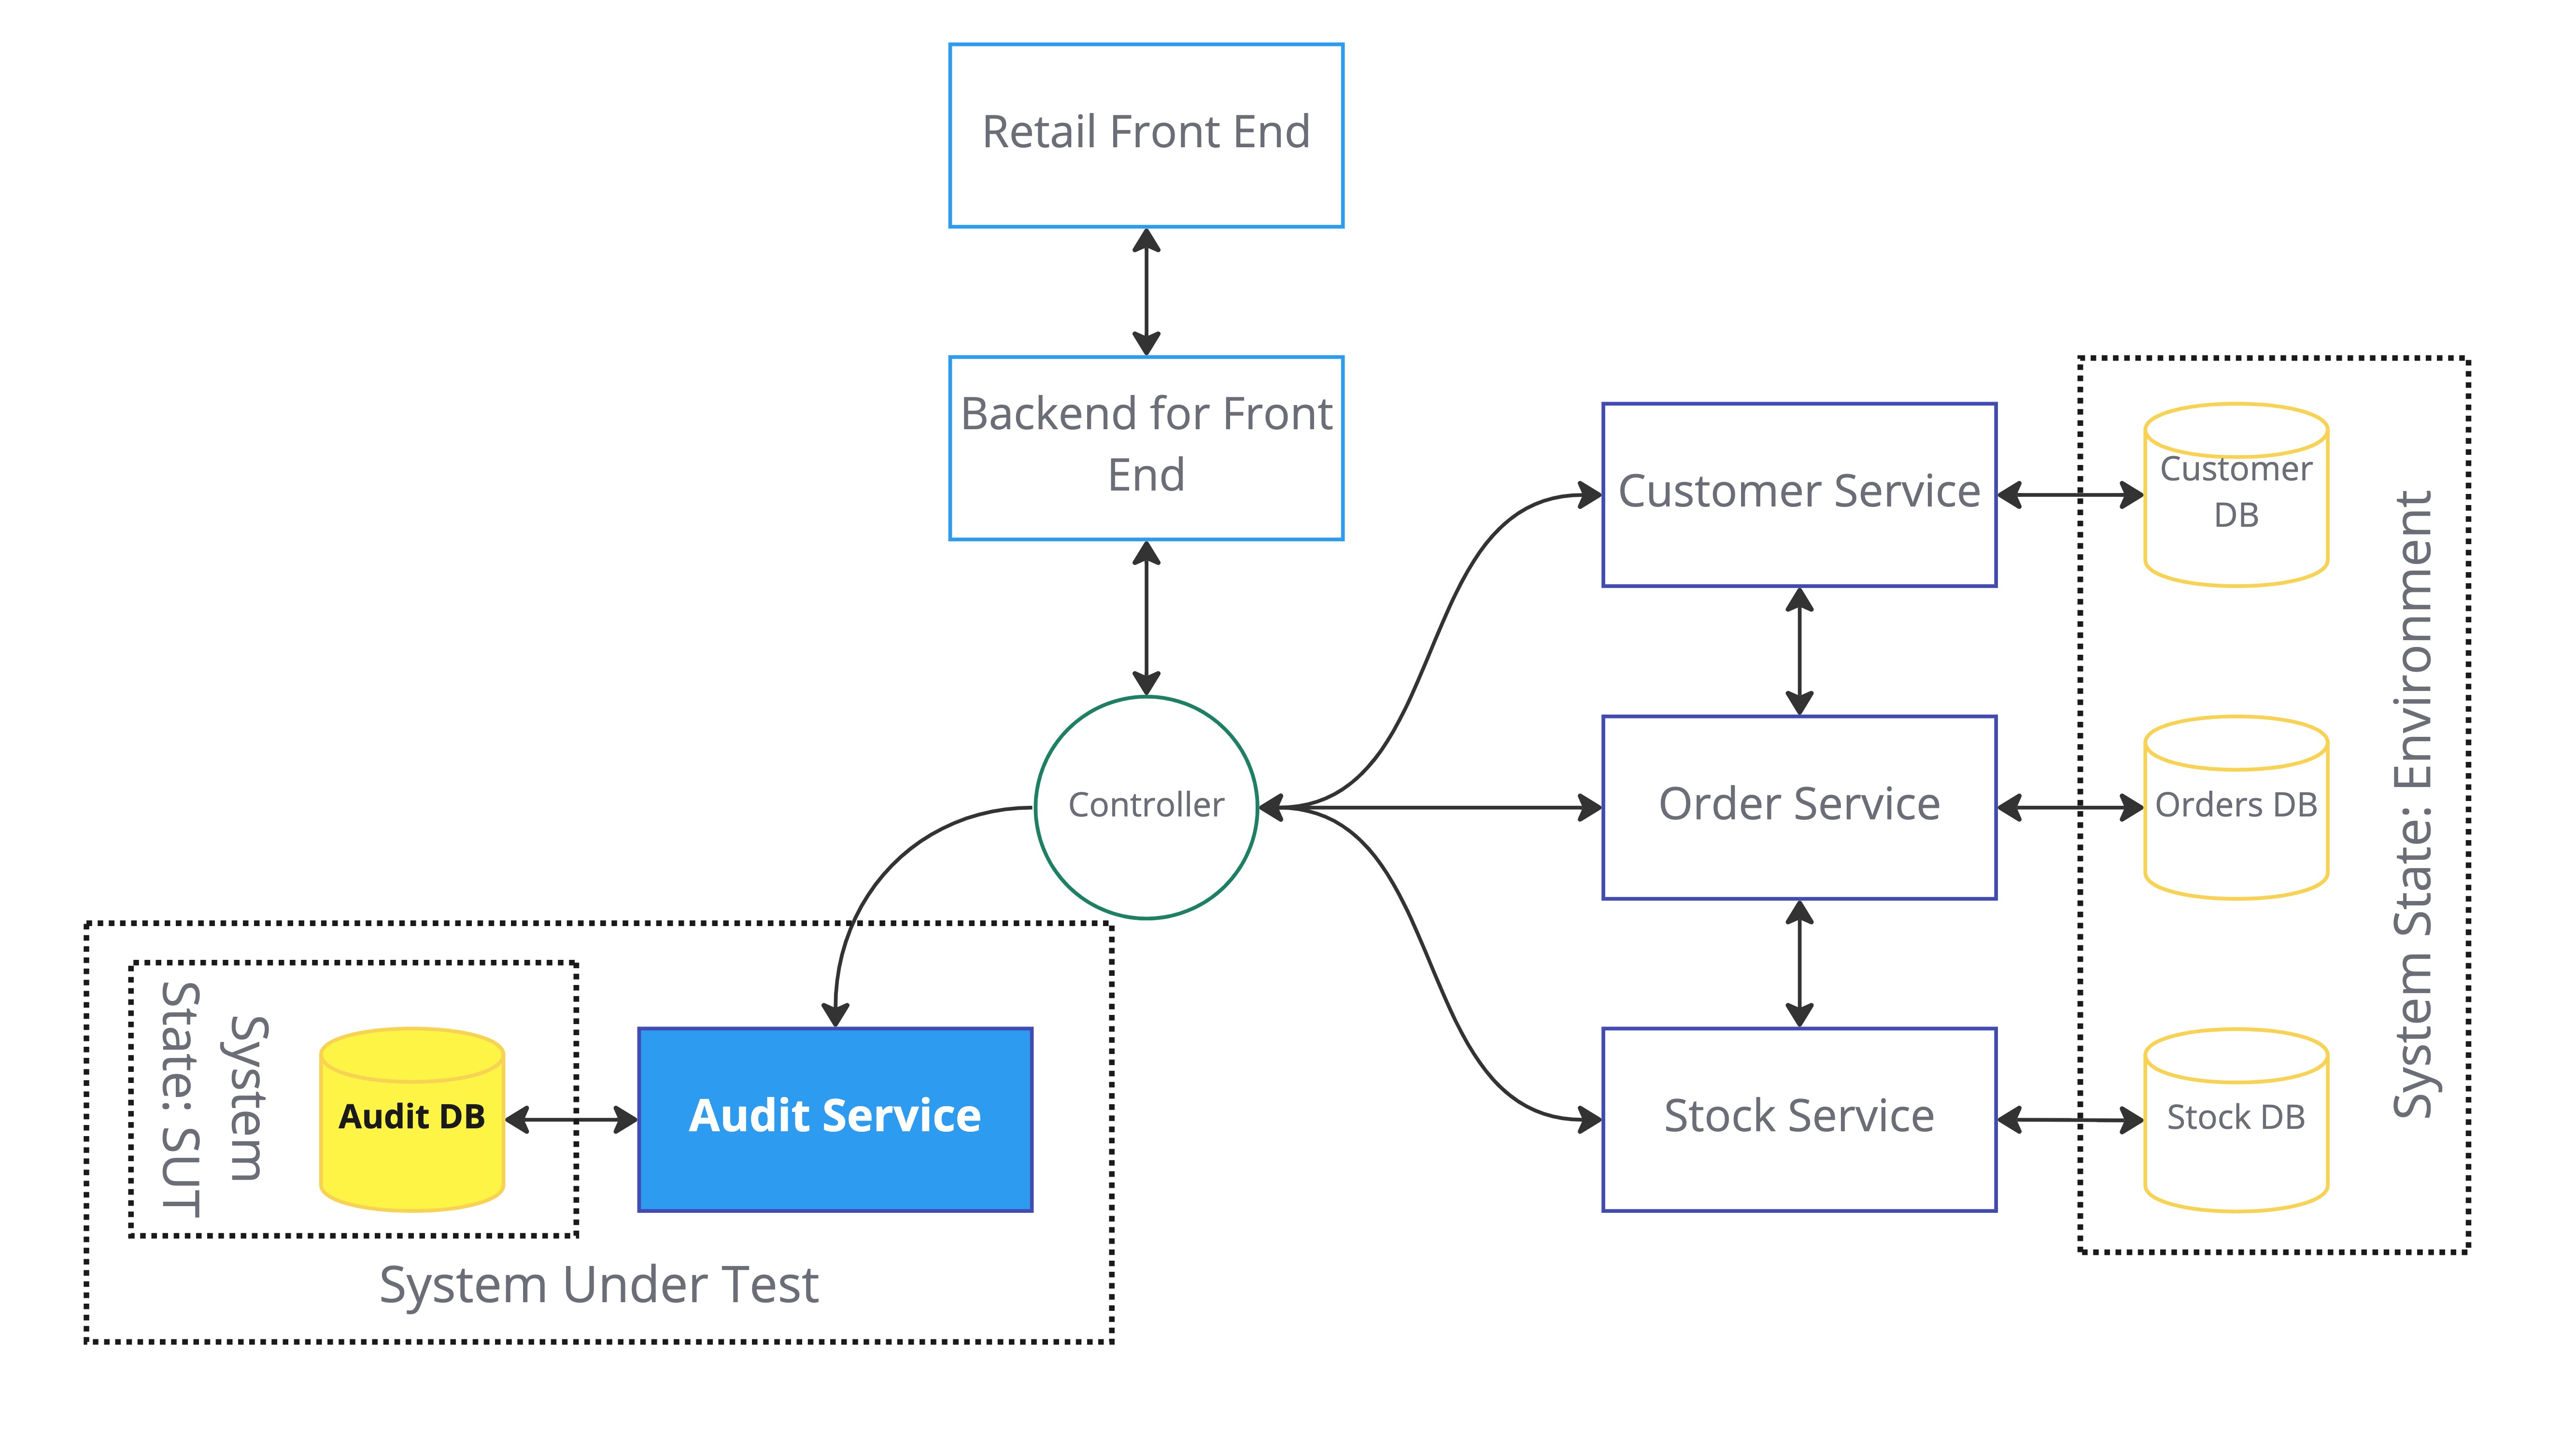 Retail Front End
Backend for Front
End
Customer Service
Customer
DB
System State: Environment
Controller
Order Service
Orders DB
System
State: SUT
Audit DB
Audit Service
Stock Service
Stock DB
System Under Test